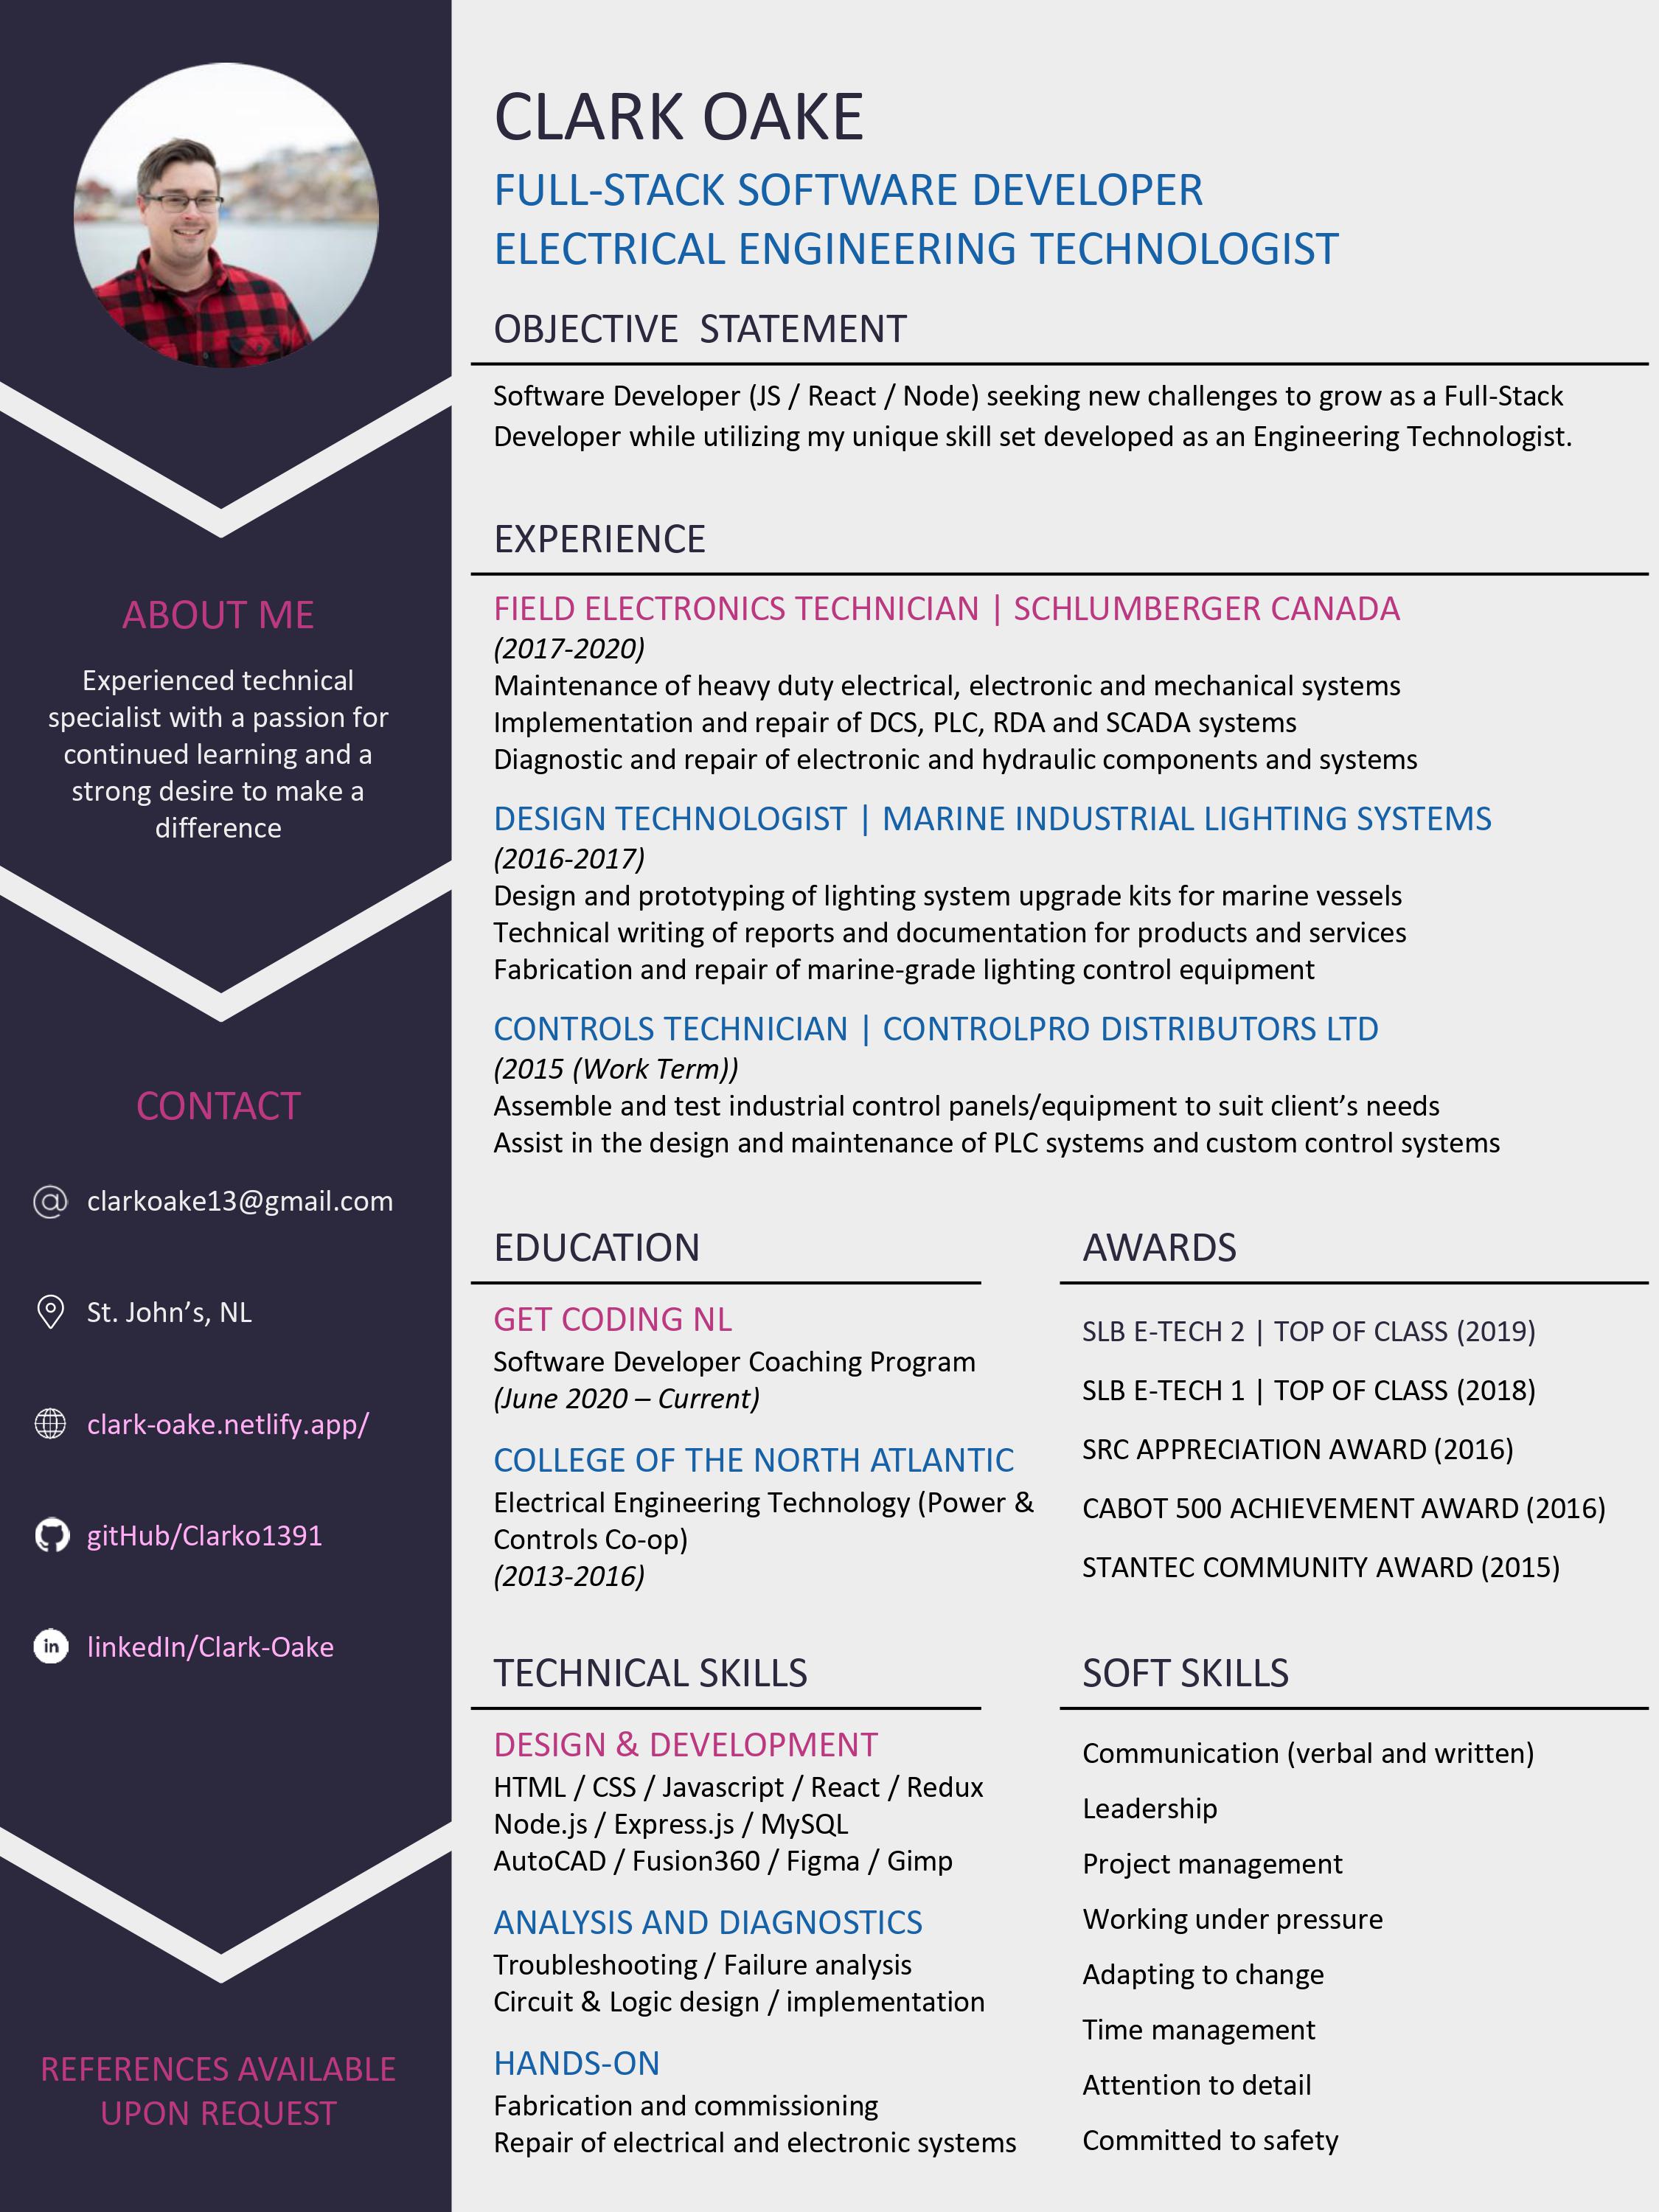 CLARK OAKE
FULL-STACK SOFTWARE DEVELOPER
ELECTRICAL ENGINEERING TECHNOLOGIST
OBJECTIVE STATEMENT
Software Developer (JS / React / Node) seeking new challenges to grow as a Full-Stack
Developer while utilizing my unique skill set developed as an Engineering Technologist.
ABOUT ME
Experienced technical
specialist with a passion for
continued learning and a
strong desire to make a
difference
CONTACT
@ clarkoake13@gmail.com
St. John’s, NL
clark-oake.netlify.app/
gitHub/Clarko1391
in linkedIn/Clark-Oake
REFERENCES AVAILABLE
UPON REQUEST
EXPERIENCE
FIELD ELECTRONICS TECHNICIAN | SCHLUMBERGER CANADA
(2017-2020)
Maintenance of heavy duty electrical, electronic and mechanical systems
Implementation and repair of DCS, PLC, RDA and SCADA systems
Diagnostic and repair of electronic and hydraulic components and systems
DESIGN TECHNOLOGIST | MARINE INDUSTRIAL LIGHTING SYSTEMS
(2016-2017)
Design and prototyping of lighting system upgrade kits for marine vessels
Technical writing of reports and documentation for products and services
Fabrication and repair of marine-grade lighting control equipment
CONTROLS TECHNICIAN | CONTROLPRO DISTRIBUTORS LTD
(2015 (Work Term))
Assemble and test industrial control panels/equipment to suit client’s needs
Assist in the design and maintenance of PLC systems and custom control systems
EDUCATION
GET CODING NL
Software Developer Coaching Program
(June 2020 – Current)
COLLEGE OF THE NORTH ATLANTIC
Electrical Engineering Technology (Power &
Controls Co-op)
(2013-2016)
AWARDS
SLB E-TECH 2 | TOP OF CLASS (2019)
SLB E-TECH 1 | TOP OF CLASS (2018)
SRC APPRECIATION AWARD (2016)
CABOT 500 ACHIEVEMENT AWARD (2016)
STANTEC COMMUNITY AWARD (2015)
TECHNICAL SKILLS
DESIGN & DEVELOPMENT
HTML / CSS / Javascript / React / Redux
Node.js / Express.js / MySQL
AutoCAD / Fusion360 / Figma / Gimp
ANALYSIS AND DIAGNOSTICS
Troubleshooting / Failure analysis
Circuit & Logic design / implementation
HANDS-ON
Fabrication and commissioning
Repair of electrical and electronic systems
SOFT SKILLS
Communication (verbal and written)
Leadership
Project management
Working under pressure
Adapting to change
Time management
Attention to detail
Committed to safety